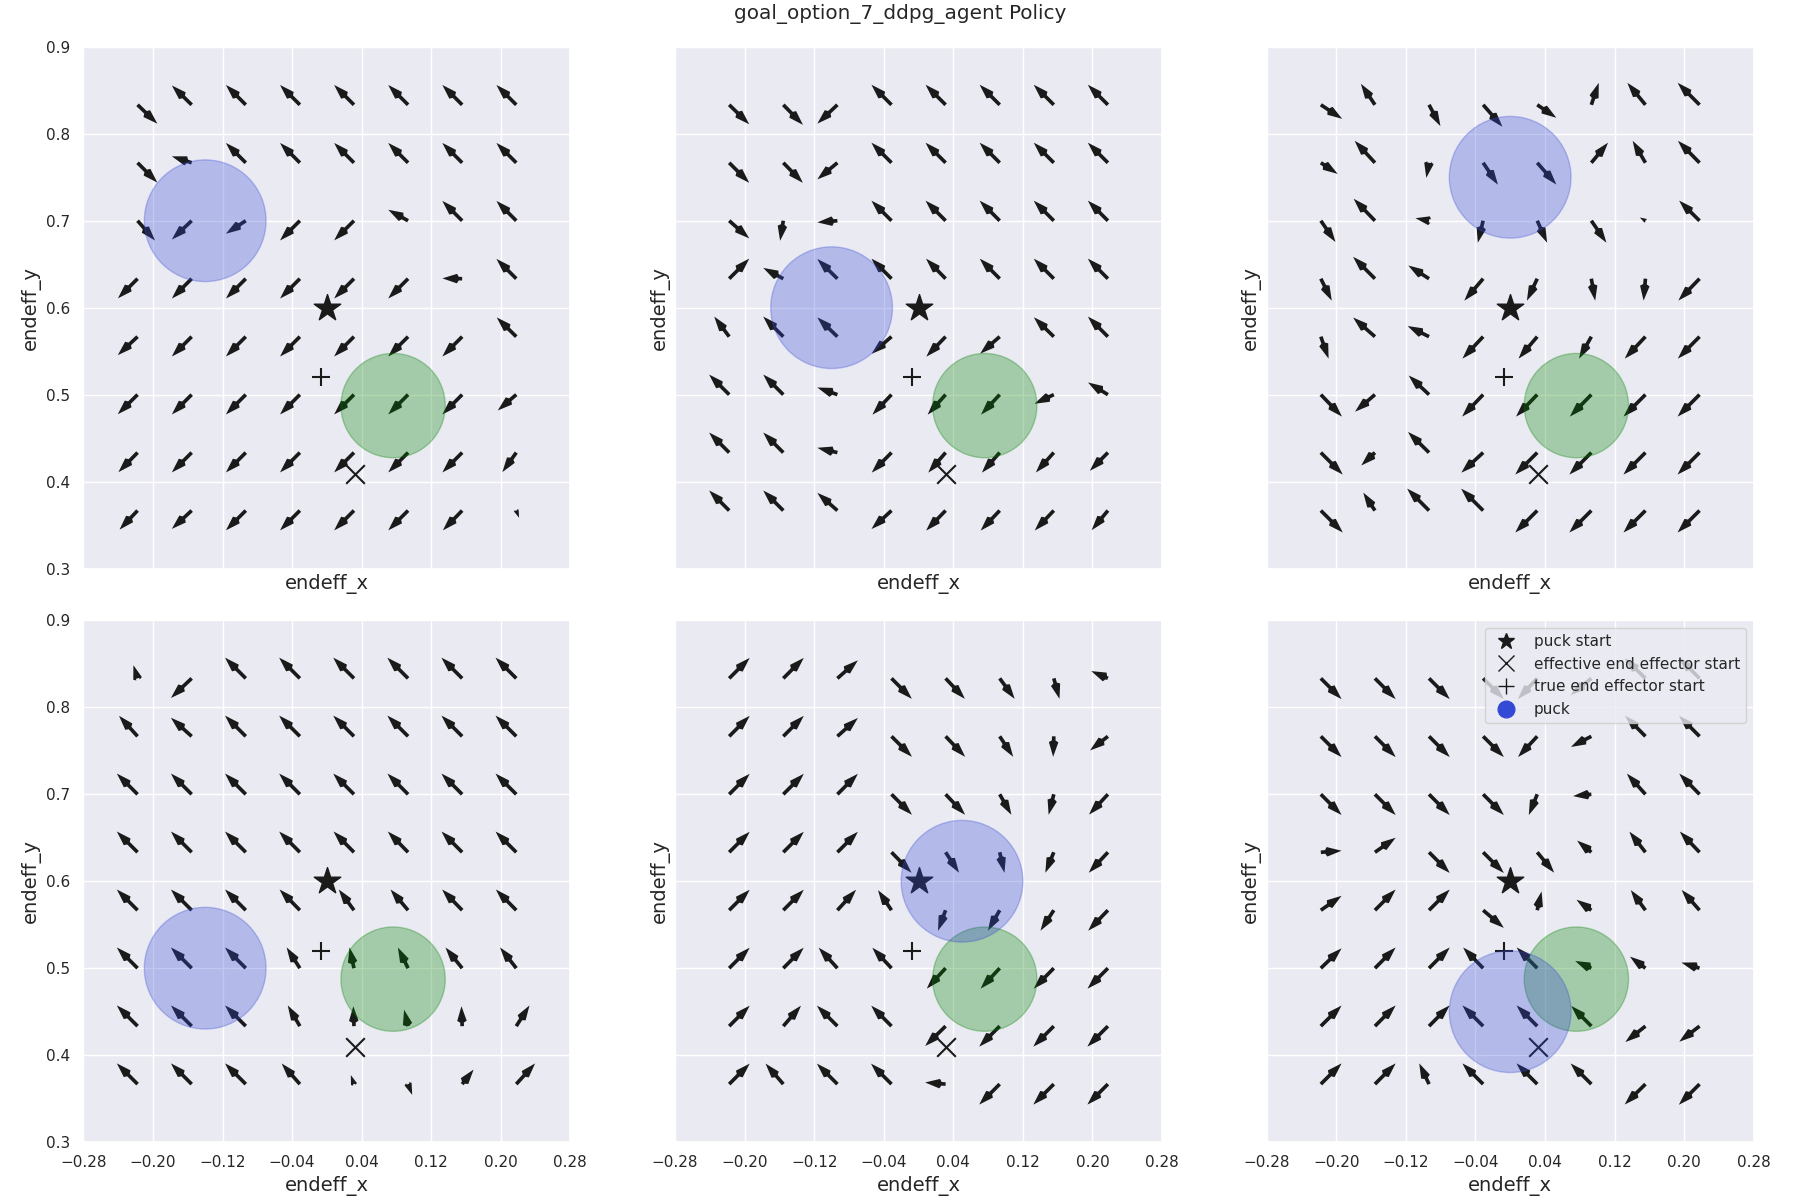 goal_option_7_ddpg_agent Policy
0.9
0.8
0.7
0.6
0.5
0.4
0.3
endeff_y
endeff_x
endeff_y
endeff_x
endeff_y
endeff_x
0.9
0.8
0.7
0.6
0.5
0.4
0.3
endeff_y
−0.28 −0.20 −0.12 −0.04 0.04 0.12 0.20 0.28
endeff_x
endeff_y
−0.28 −0.20 −0.12 −0.04 0.04 0.12 0.20 0.28
endeff_x
puck start
effective end effector start
true end effector start
puck
endeff_y
−0.28 −0.20 −0.12 −0.04 0.04 0.12 0.20 0.28
endeff_x